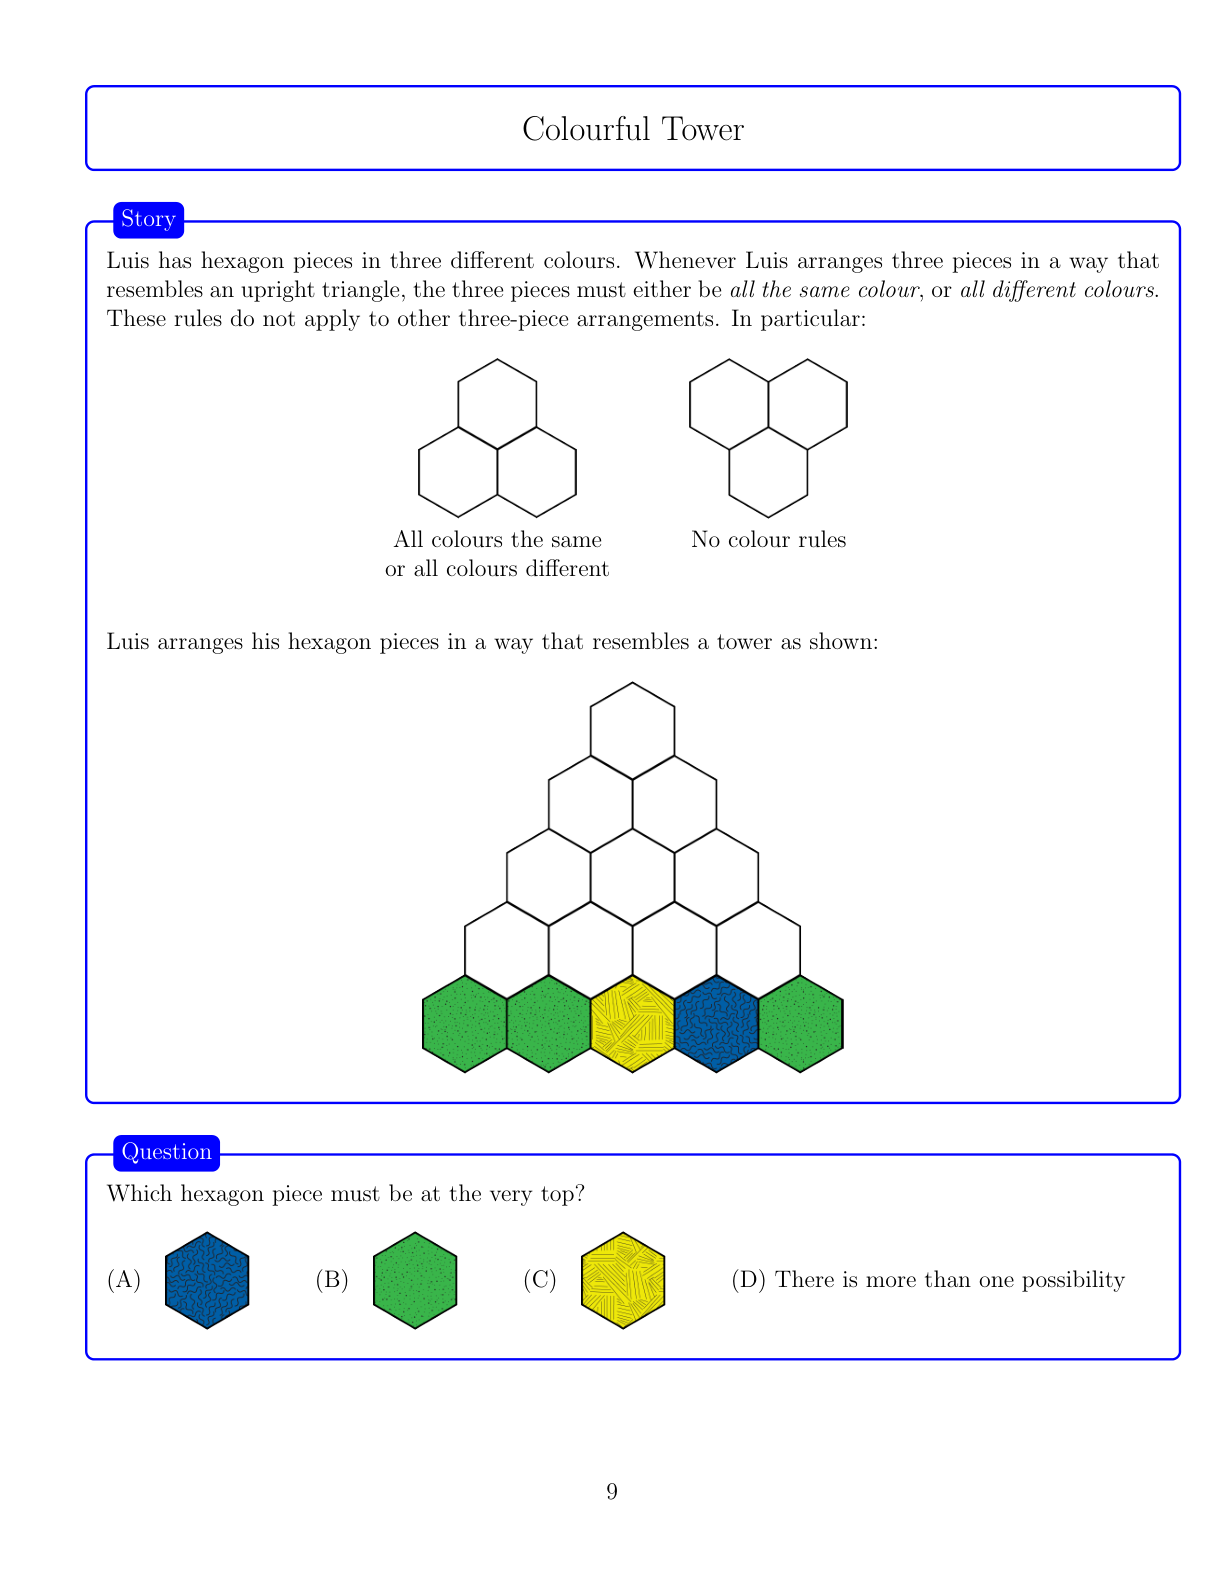 Colourful Tower
Story
Luis has hexagon pieces in three different colours. Whenever Luis arranges three pieces in a way that
resembles an upright triangle, the three pieces must either be all the same colour, or all different colours.
These rules do not apply to other three-piece arrangements. In particular:
All colours the same
or all colours different
No colour rules
Luis arranges his hexagon pieces in a way that resembles a tower as shown:
Question
Which hexagon piece must be at the very top?
(A) (B) (C) (D) There is more than one possibility
9